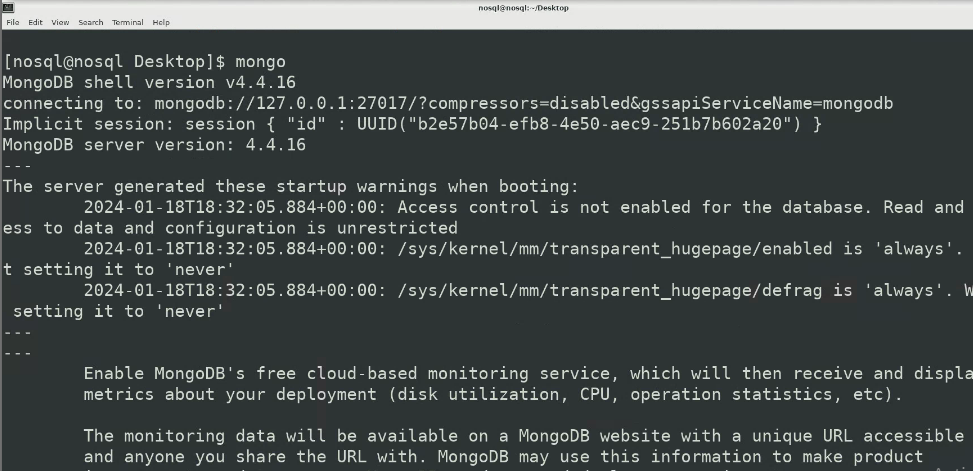 nosql@nosql:~/Desktop
File Edit View Search Terminal Help
[nosql@nosql Desktop]$ mongo
MongoDB shell version v4.4.16
connecting to: mongodb://127.0.0.1:27017/?compressors=disabled&gssapiServiceName=mongodb
Implicit session: session { "id" : UUID("b2e57b04-efb8-4e50-aec9-251b7b602a20") }
MongoDB server version: 4.4.16
---
The server generated these startup warnings when booting:
        2024-01-18T18:32:05.884+00:00: Access control is not enabled for the database. Read and
ess to data and configuration is unrestricted
        2024-01-18T18:32:05.884+00:00: /sys/kernel/mm/transparent_hugepage/enabled is 'always'.
t setting it to 'never'
        2024-01-18T18:32:05.884+00:00: /sys/kernel/mm/transparent_hugepage/defrag is 'always'. W
 setting it to 'never'
---
---
        Enable MongoDB's free cloud-based monitoring service, which will then receive and displa
        metrics about your deployment (disk utilization, CPU, operation statistics, etc).
        The monitoring data will be available on a MongoDB website with a unique URL accessible
        and anyone you share the URL with. MongoDB may use this information to make product